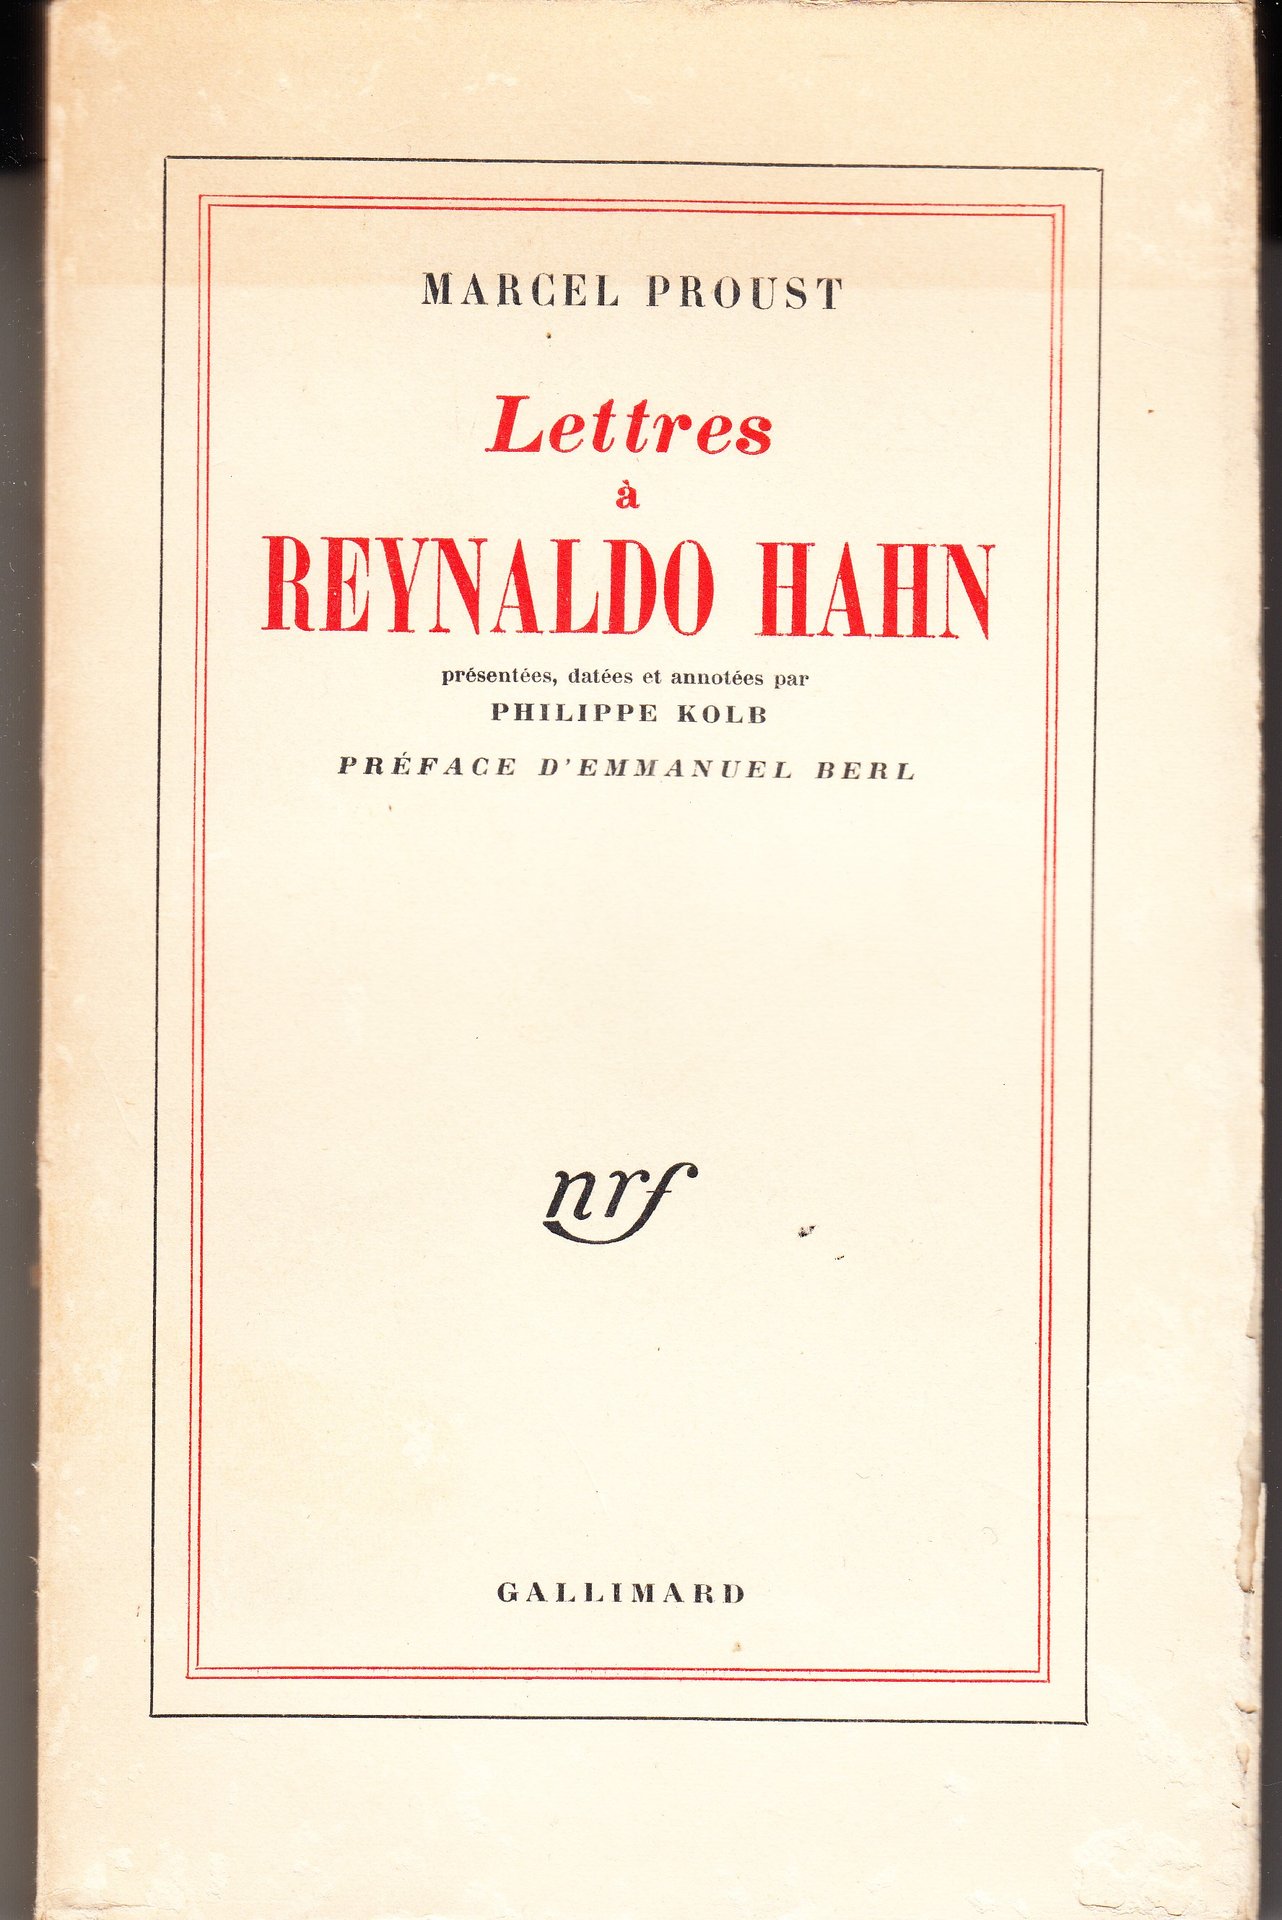 MARCEL PROUST
Lettres
à
REYNALDO HAHN
présentées, datées et annotées par
PHILIPPE KOLB
PRÉFACE D'EMMANUEL BERL
nrf
GALLIMARD